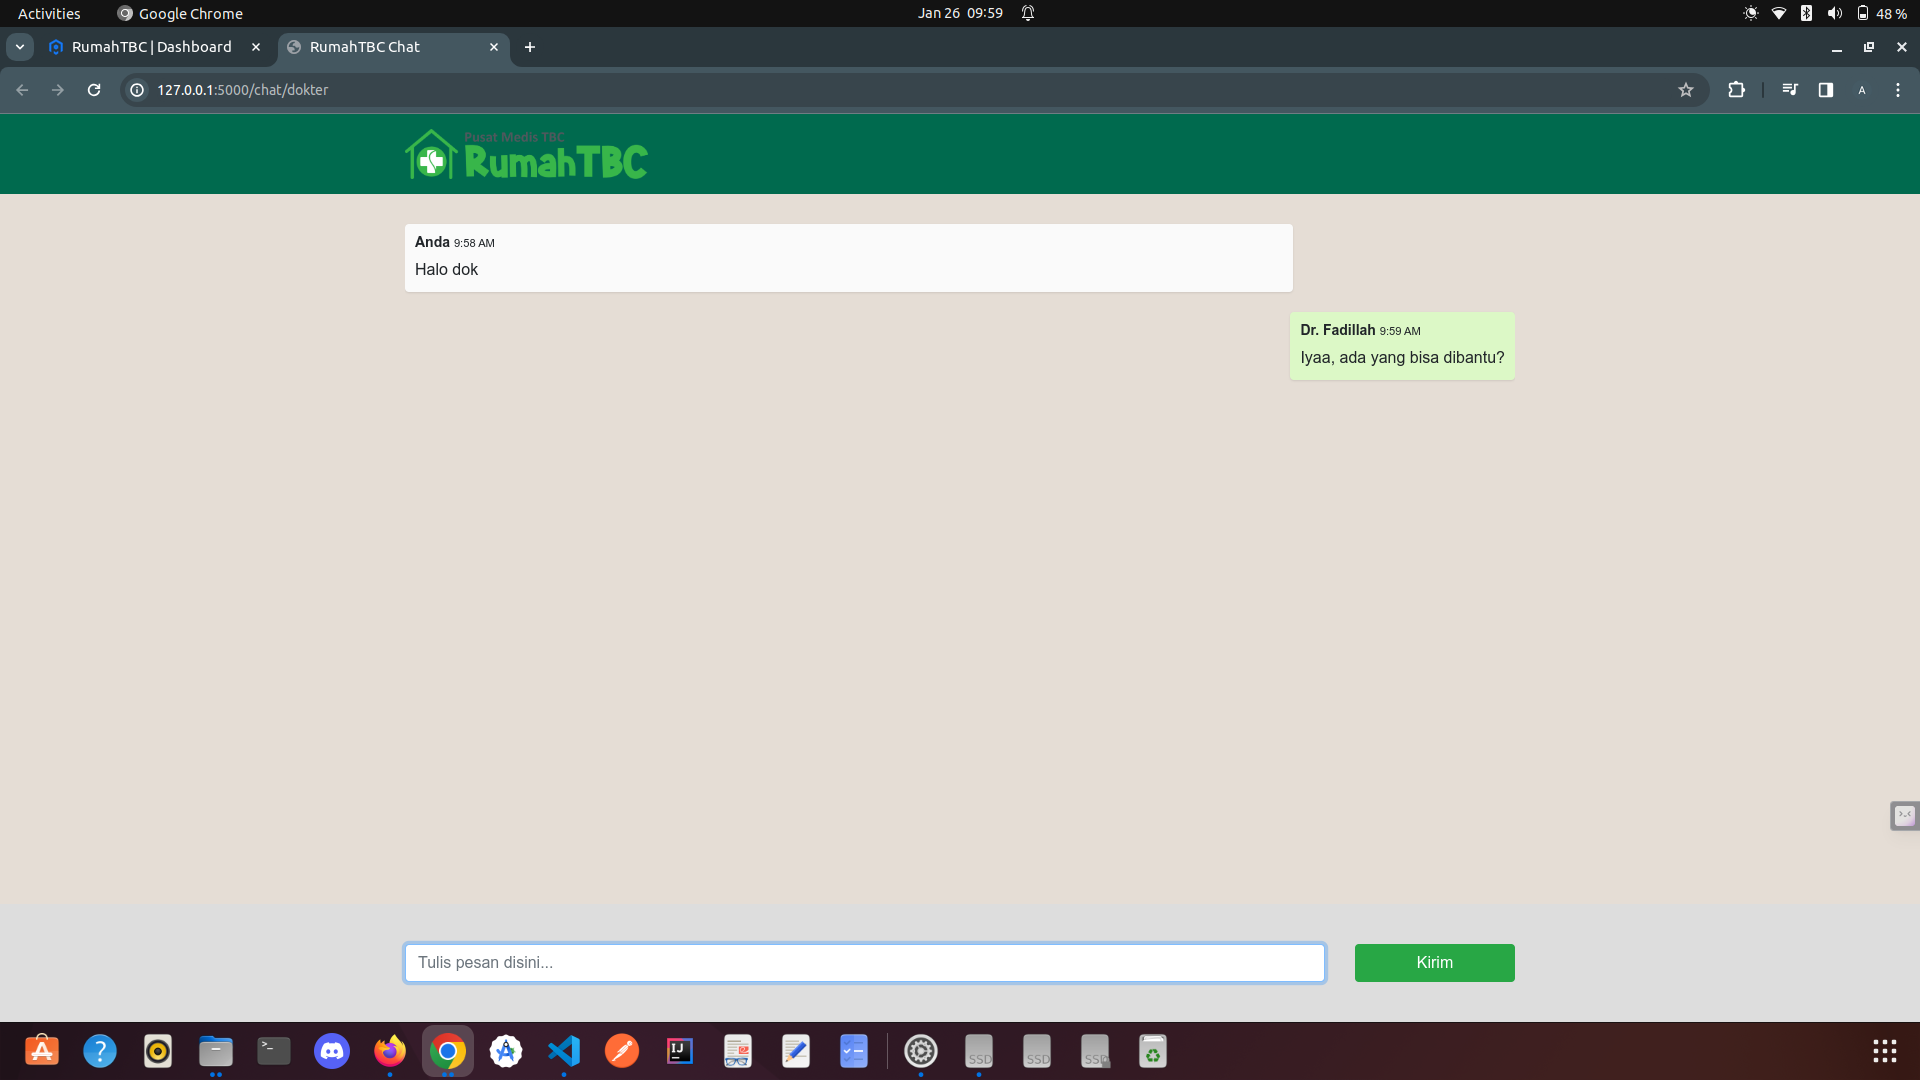 Activities
Google Chrome
Jan 26 09:59
48 %
RumahTBC | Dashboard
RumahTBC Chat
127.0.0.1:5000/chat/dokter
A
Pusat Medis TBC
RumahTBC
Anda 9:58 AM
Halo dok
Dr. Fadillah 9:59 AM
Iyaa, ada yang bisa dibantu?
Tulis pesan disini...
Kirim
IJ
SSD
SSD
SSD